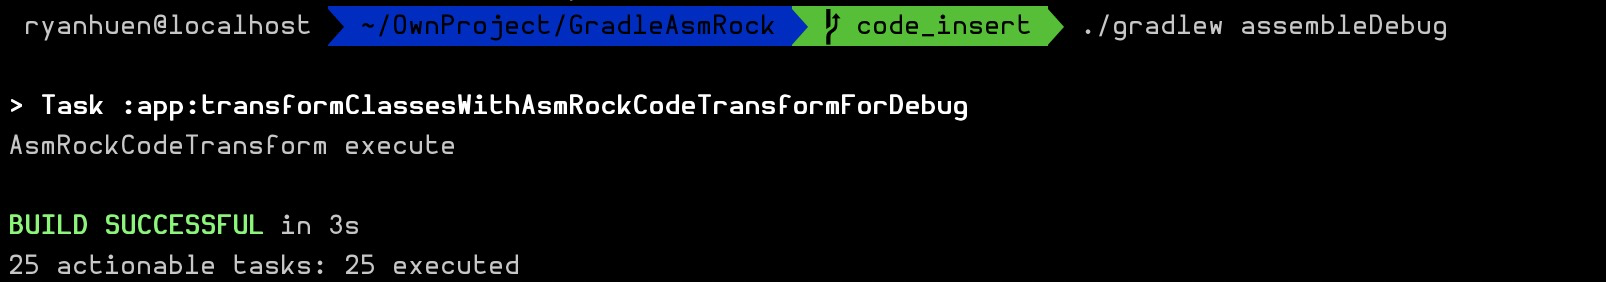 ryanhuen@localhost ~/OwnProject/GradleAsmRock code_insert ./gradlew assembleDebug
> Task :app:transformClassesWithAsmRockCodeTransformForDebug
AsmRockCodeTransform execute
BUILD SUCCESSFUL in 3s
25 actionable tasks: 25 executed